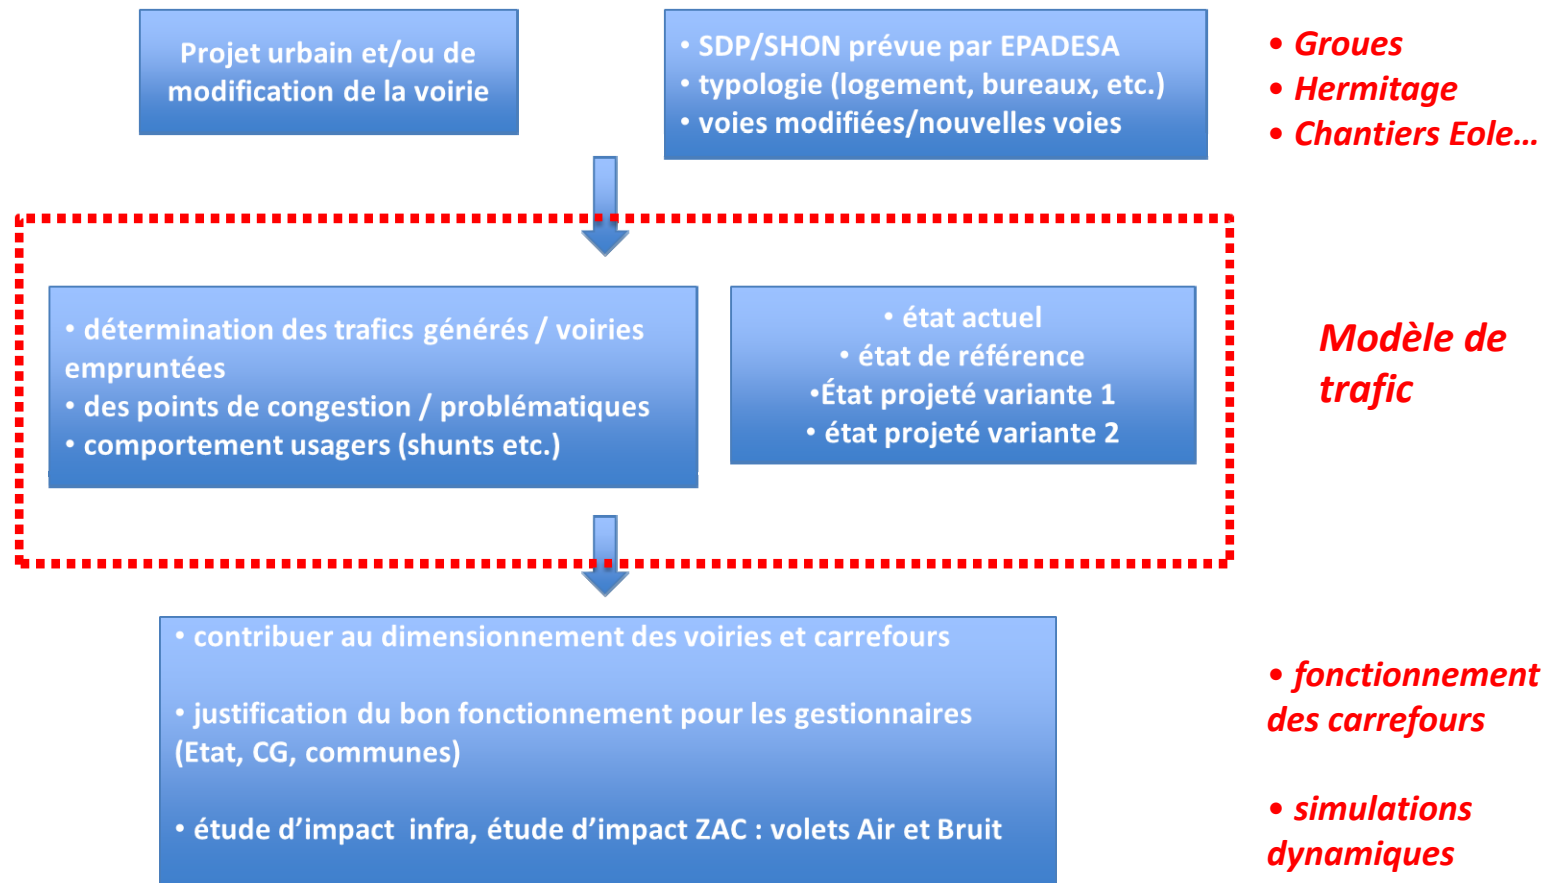 Projet urbain et/ou de
modification de la voirie
• SDP/SHON prévue par EPADESA
• typologie (logement, bureaux, etc.)
• voies modifiées/nouvelles voies
• Groues
• Hermitage
• Chantiers Eole…
• détermination des trafics générés / voiries
empruntées
• des points de congestion / problématiques
• comportement usagers (shunts etc.)
• état actuel
• état de référence
•État projeté variante 1
• état projeté variante 2
Modèle de
trafic
• contribuer au dimensionnement des voiries et carrefours
• justification du bon fonctionnement pour les gestionnaires
(Etat, CG, communes)
• étude d’impact  infra, étude d’impact ZAC : volets Air et Bruit
• fonctionnement
des carrefours
• simulations
dynamiques